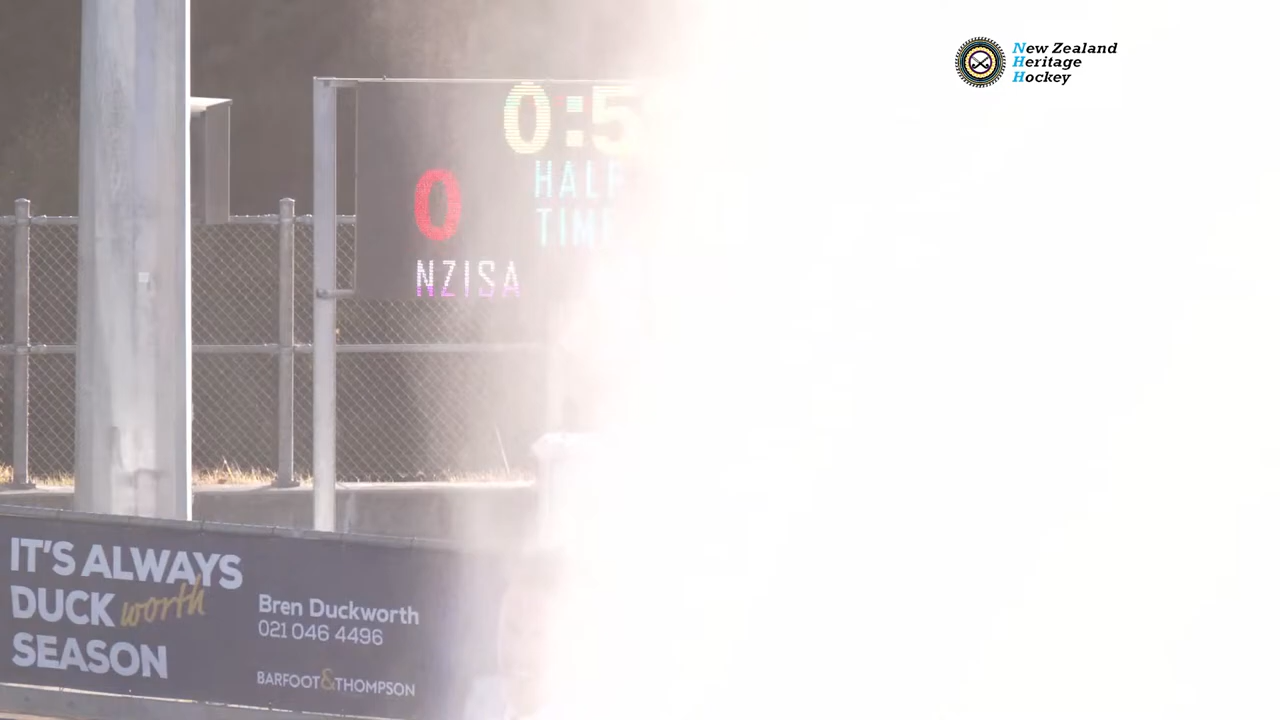 New Zealand
Heritage
Hockey
0:5
HALF
TIME
0
NZISA
IT'S ALWAYS
DUCK worth
SEASON
Bren Duckworth
021 046 4496
BARFOOT&THOMPSON